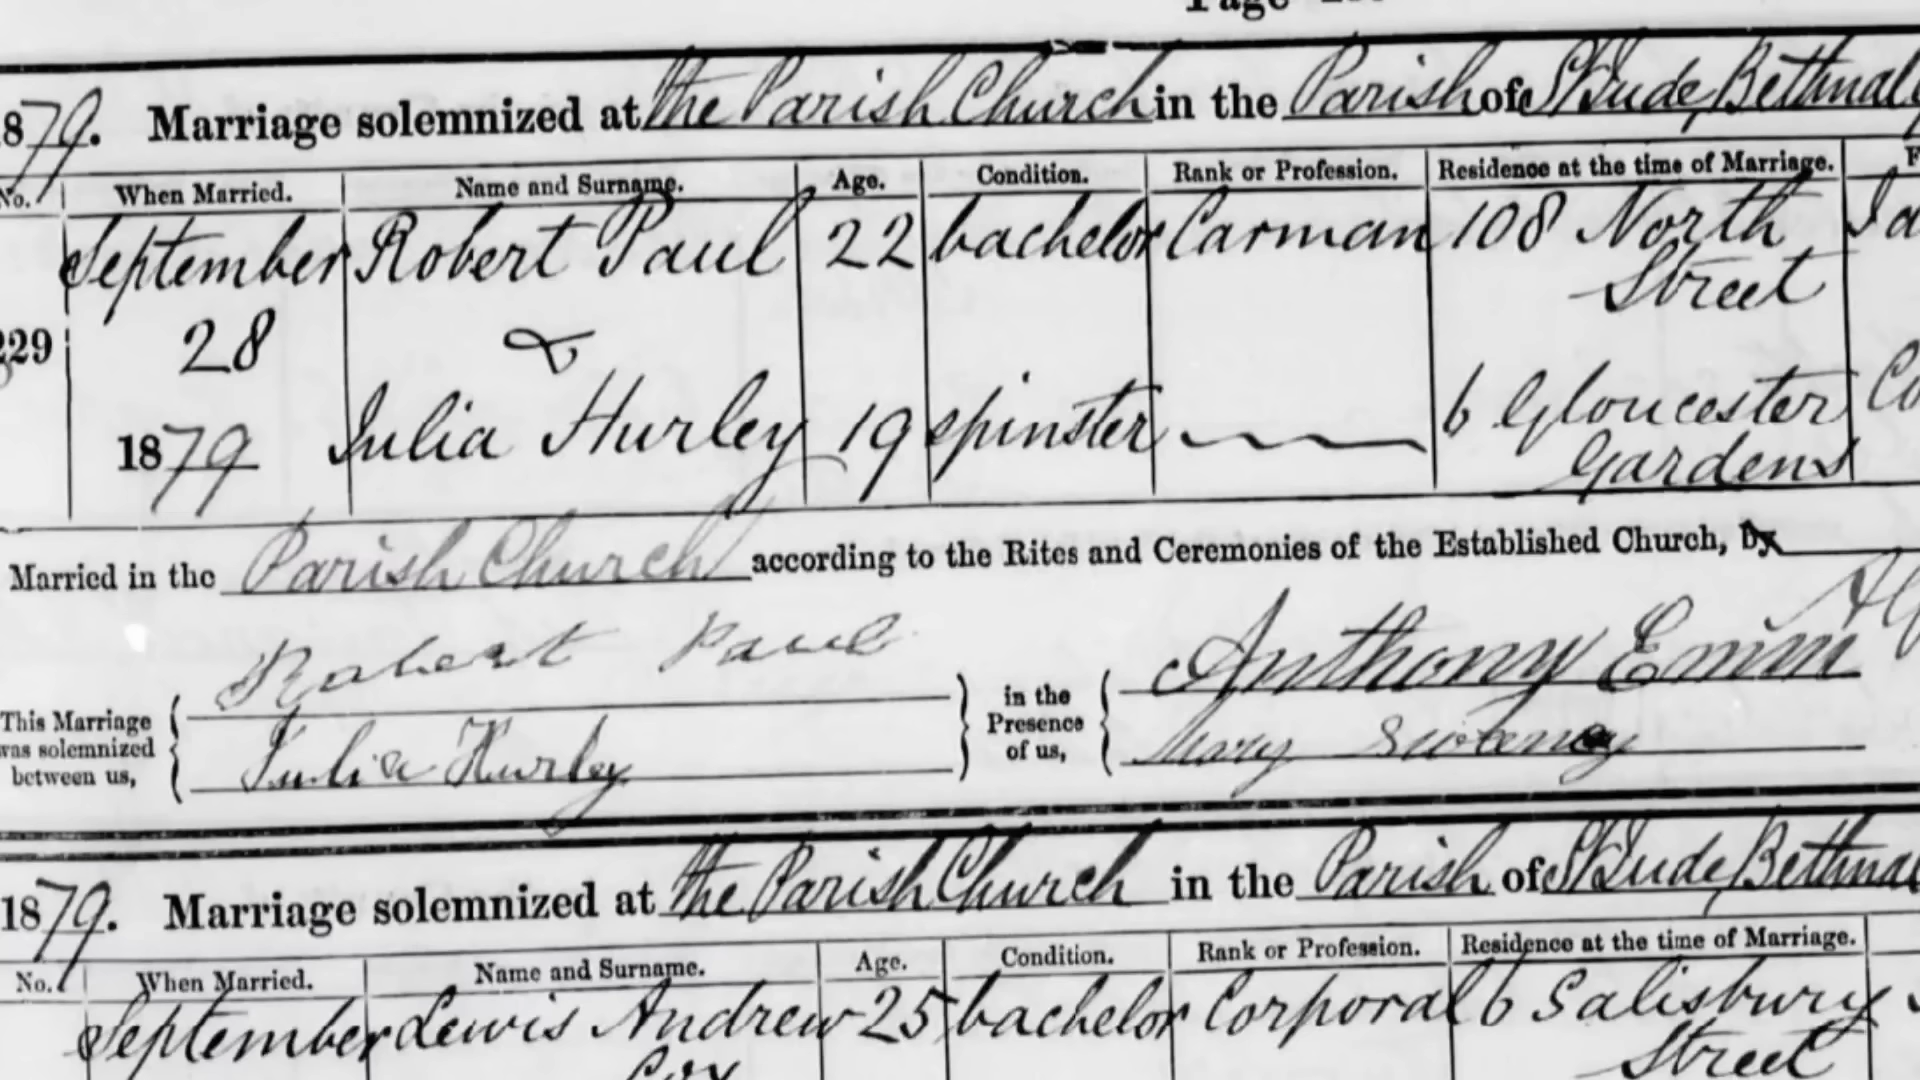 Page
1879. Marriage solemnized at the Parish Church in the Parish of St Jude, Bethnal
No. When Married. Name and Surname. Age. Condition. Rank or Profession. Residence at the time of Marriage.
September Robert Paul 22 bachelor Carman 108 North
Street
229 28 &
1879 Julia Hurley 19 spinster 6 Gloucester
Gardens
Married in the Parish Church according to the Rites and Ceremonies of the Established Church, by
Robert Paul
Anthony Emm
This Marriage was solemnized between us,
Julia Hurley
in the Presence of us,
Mary Sweeney
1879. Marriage solemnized at the Parish Church in the Parish of St Jude, Bethnal
No. When Married. Name and Surname. Age. Condition. Rank or Profession. Residence at the time of Marriage.
September Lewis Andrew 25 bachelor Corporal 6 Salisbury
Cox Street